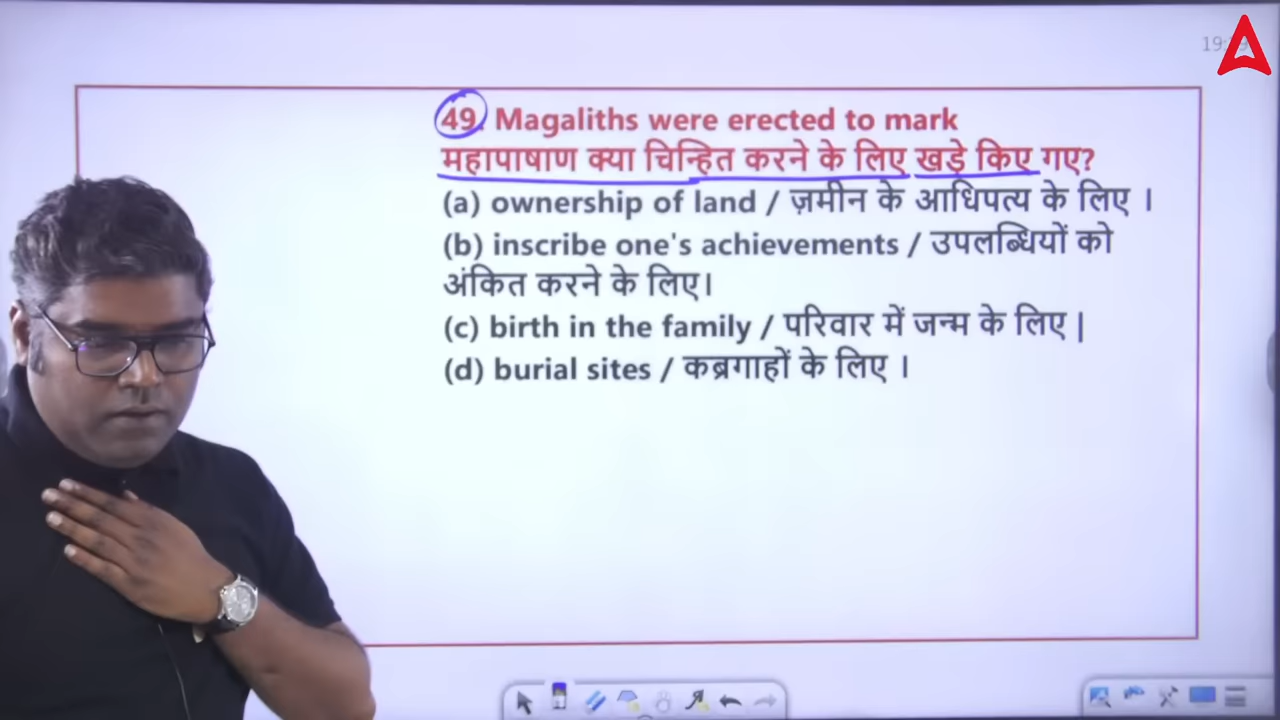 49. Magaliths were erected to mark
महापाषाण क्या चिन्हित करने के लिए खड़े किए गए?
(a) ownership of land / ज़मीन के आधिपत्य के लिए ।
(b) inscribe one's achievements / उपलब्धियों को
अंकित करने के लिए।
(c) birth in the family / परिवार में जन्म के लिए |
(d) burial sites / कब्रगाहों के लिए ।